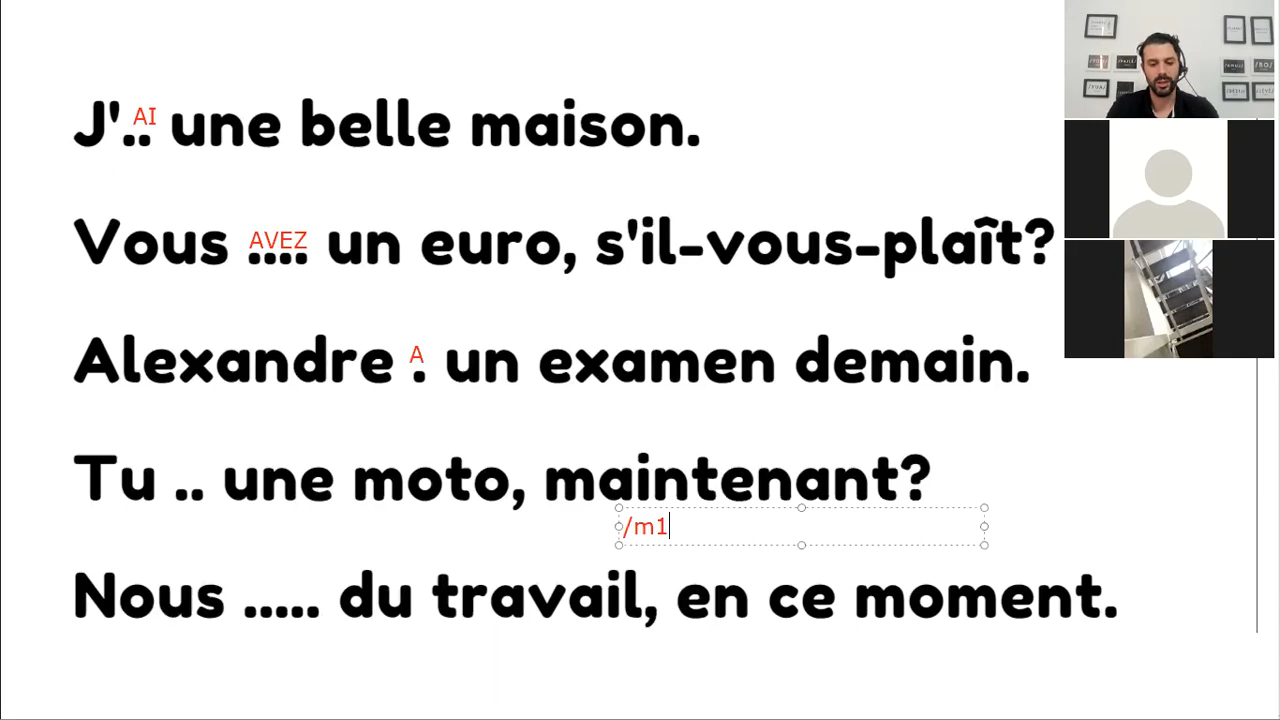 J'.. une belle maison.
AI
Vous .... un euro, s'il-vous-plaît?
AVEZ
Alexandre . un examen demain.
A
Tu .. une moto, maintenant?
/m1
Nous ..... du travail, en ce moment.